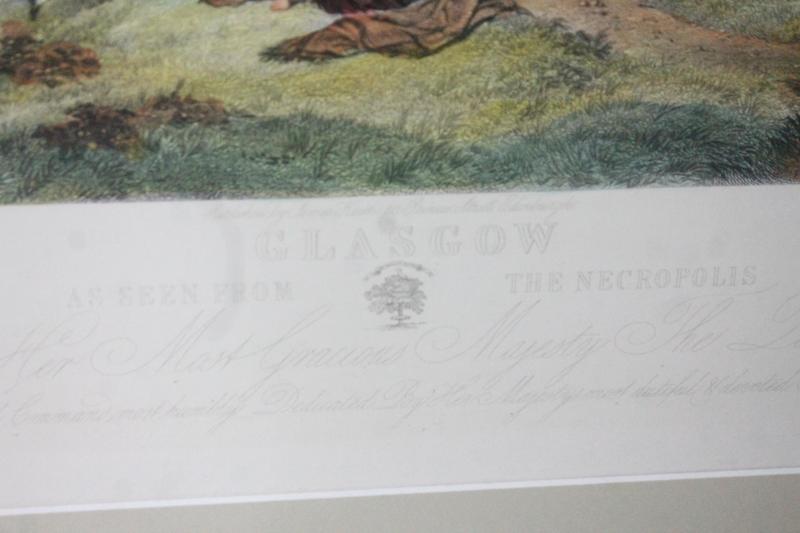 GLASGOW
AS SEEN FROM THE NECROPOLIS
Her Most Gracious Majesty The
Command most humbly Dedicated By Her Majesty's most dutiful & devoted